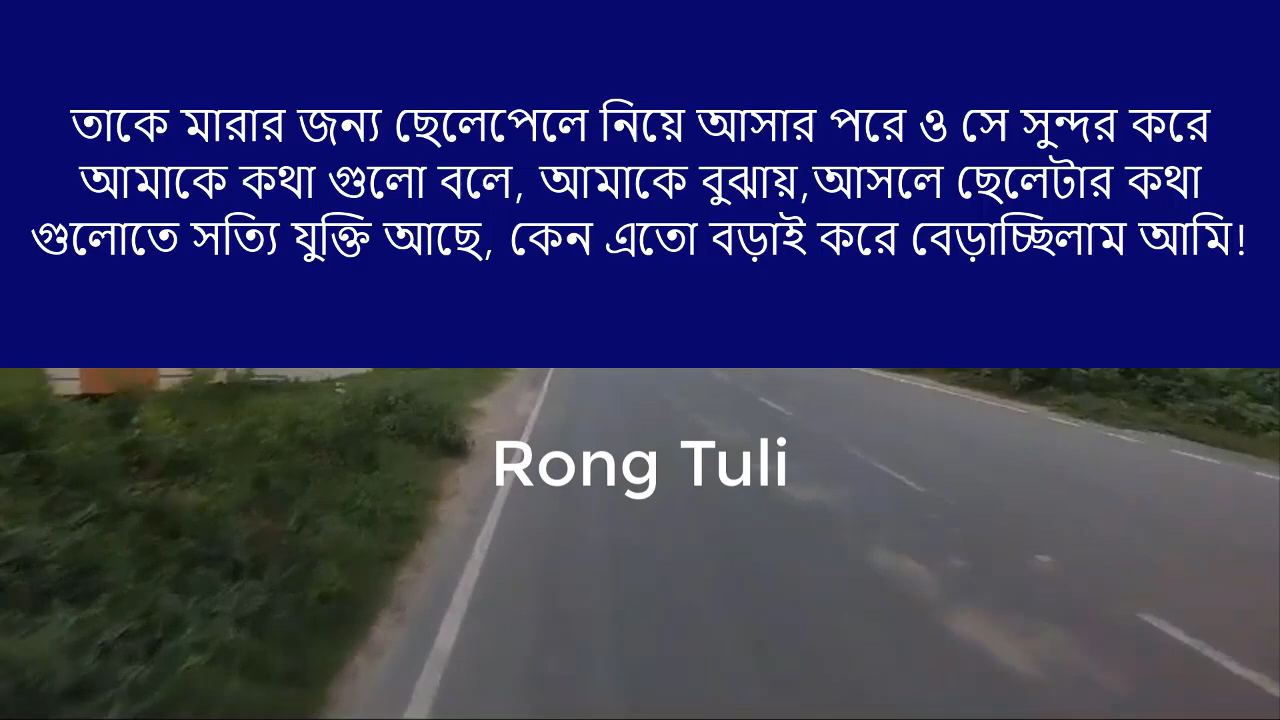 তাকে মারার জন্য ছেলেপেলে নিয়ে আসার পরে ও সে সুন্দর করে
আমাকে কথা গুলো বলে, আমাকে বুঝায়,আসলে ছেলেটার কথা
গুলোতে সত্যি যুক্তি আছে, কেন এতো বড়াই করে বেড়াচ্ছিলাম আমি!
Rong Tuli